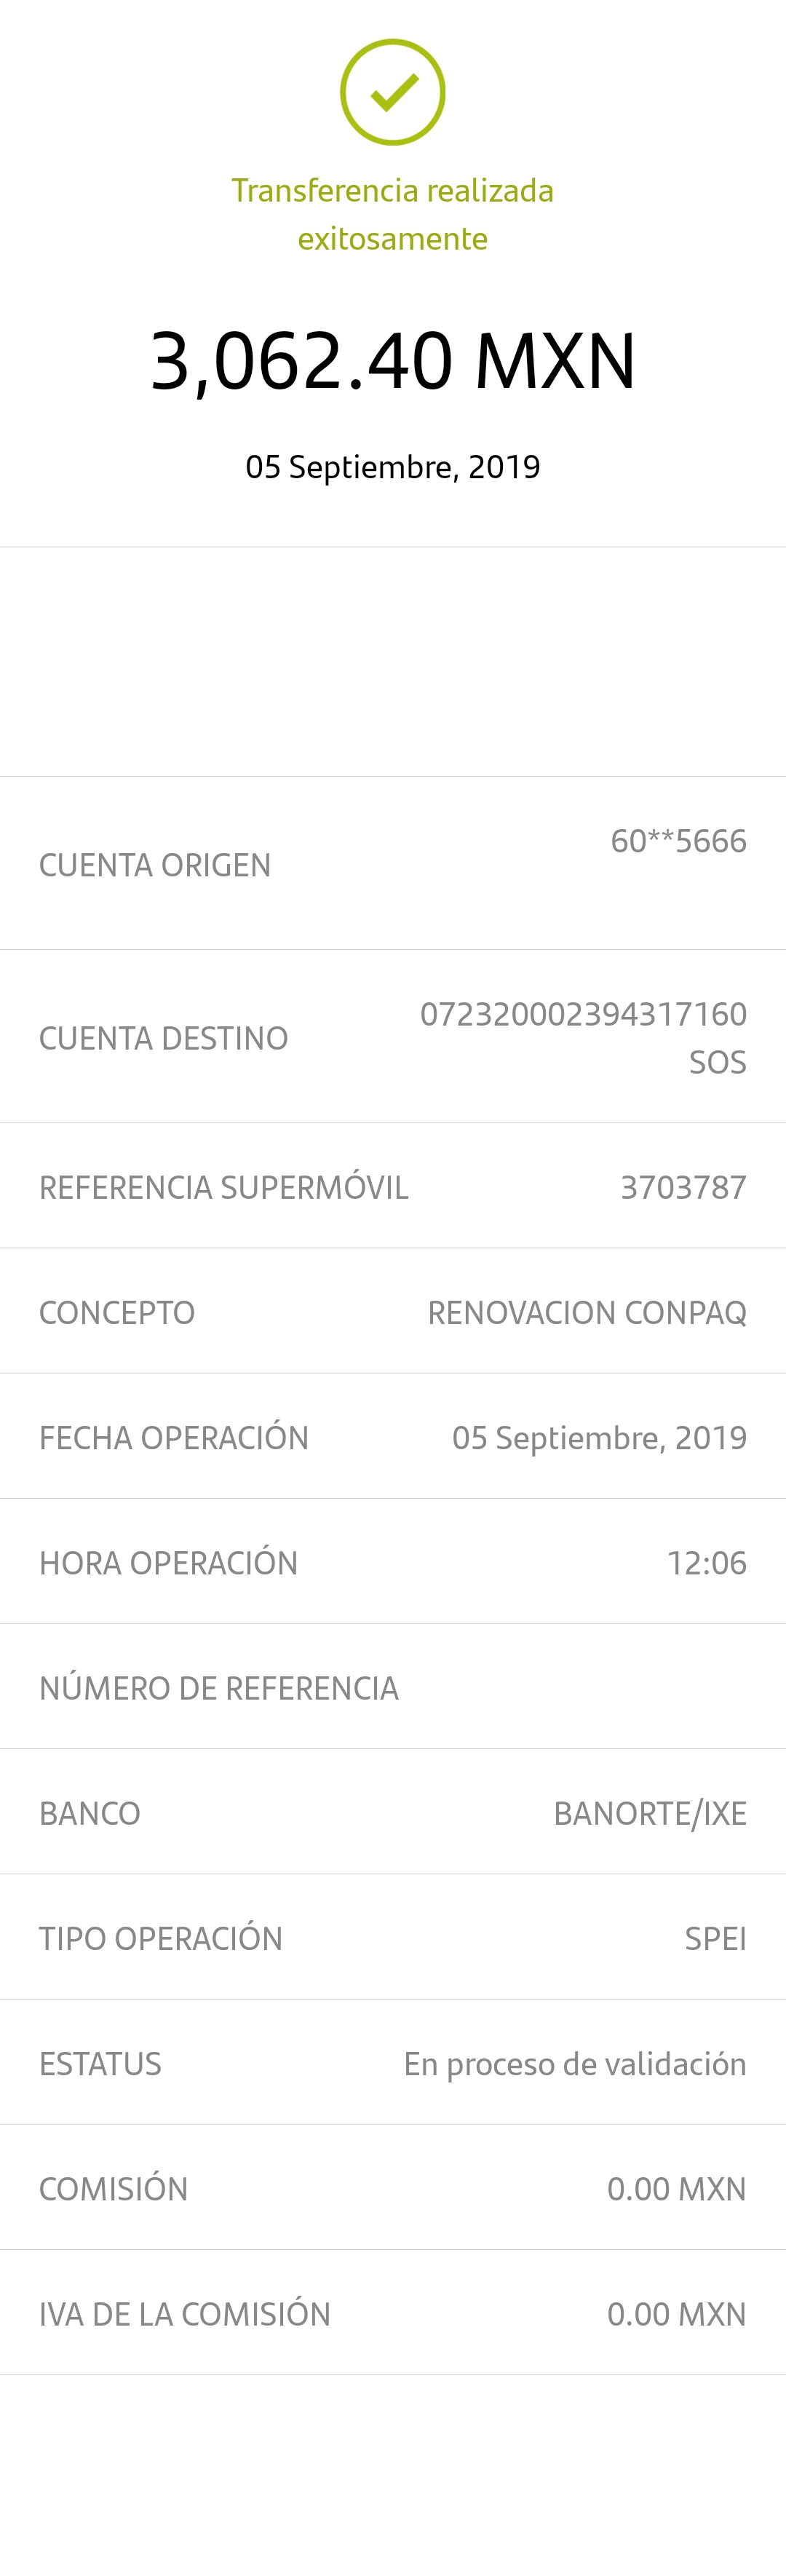 Transferencia realizada
exitosamente
3,062.40 MXN
05 Septiembre, 2019
CUENTA ORIGEN 60**5666
CUENTA DESTINO 072320002394317160
SOS
REFERENCIA SUPERMÓVIL 3703787
CONCEPTO RENOVACION CONPAQ
FECHA OPERACIÓN 05 Septiembre, 2019
HORA OPERACIÓN 12:06
NÚMERO DE REFERENCIA
BANCO BANORTE/IXE
TIPO OPERACIÓN SPEI
ESTATUS En proceso de validación
COMISIÓN 0.00 MXN
IVA DE LA COMISIÓN 0.00 MXN